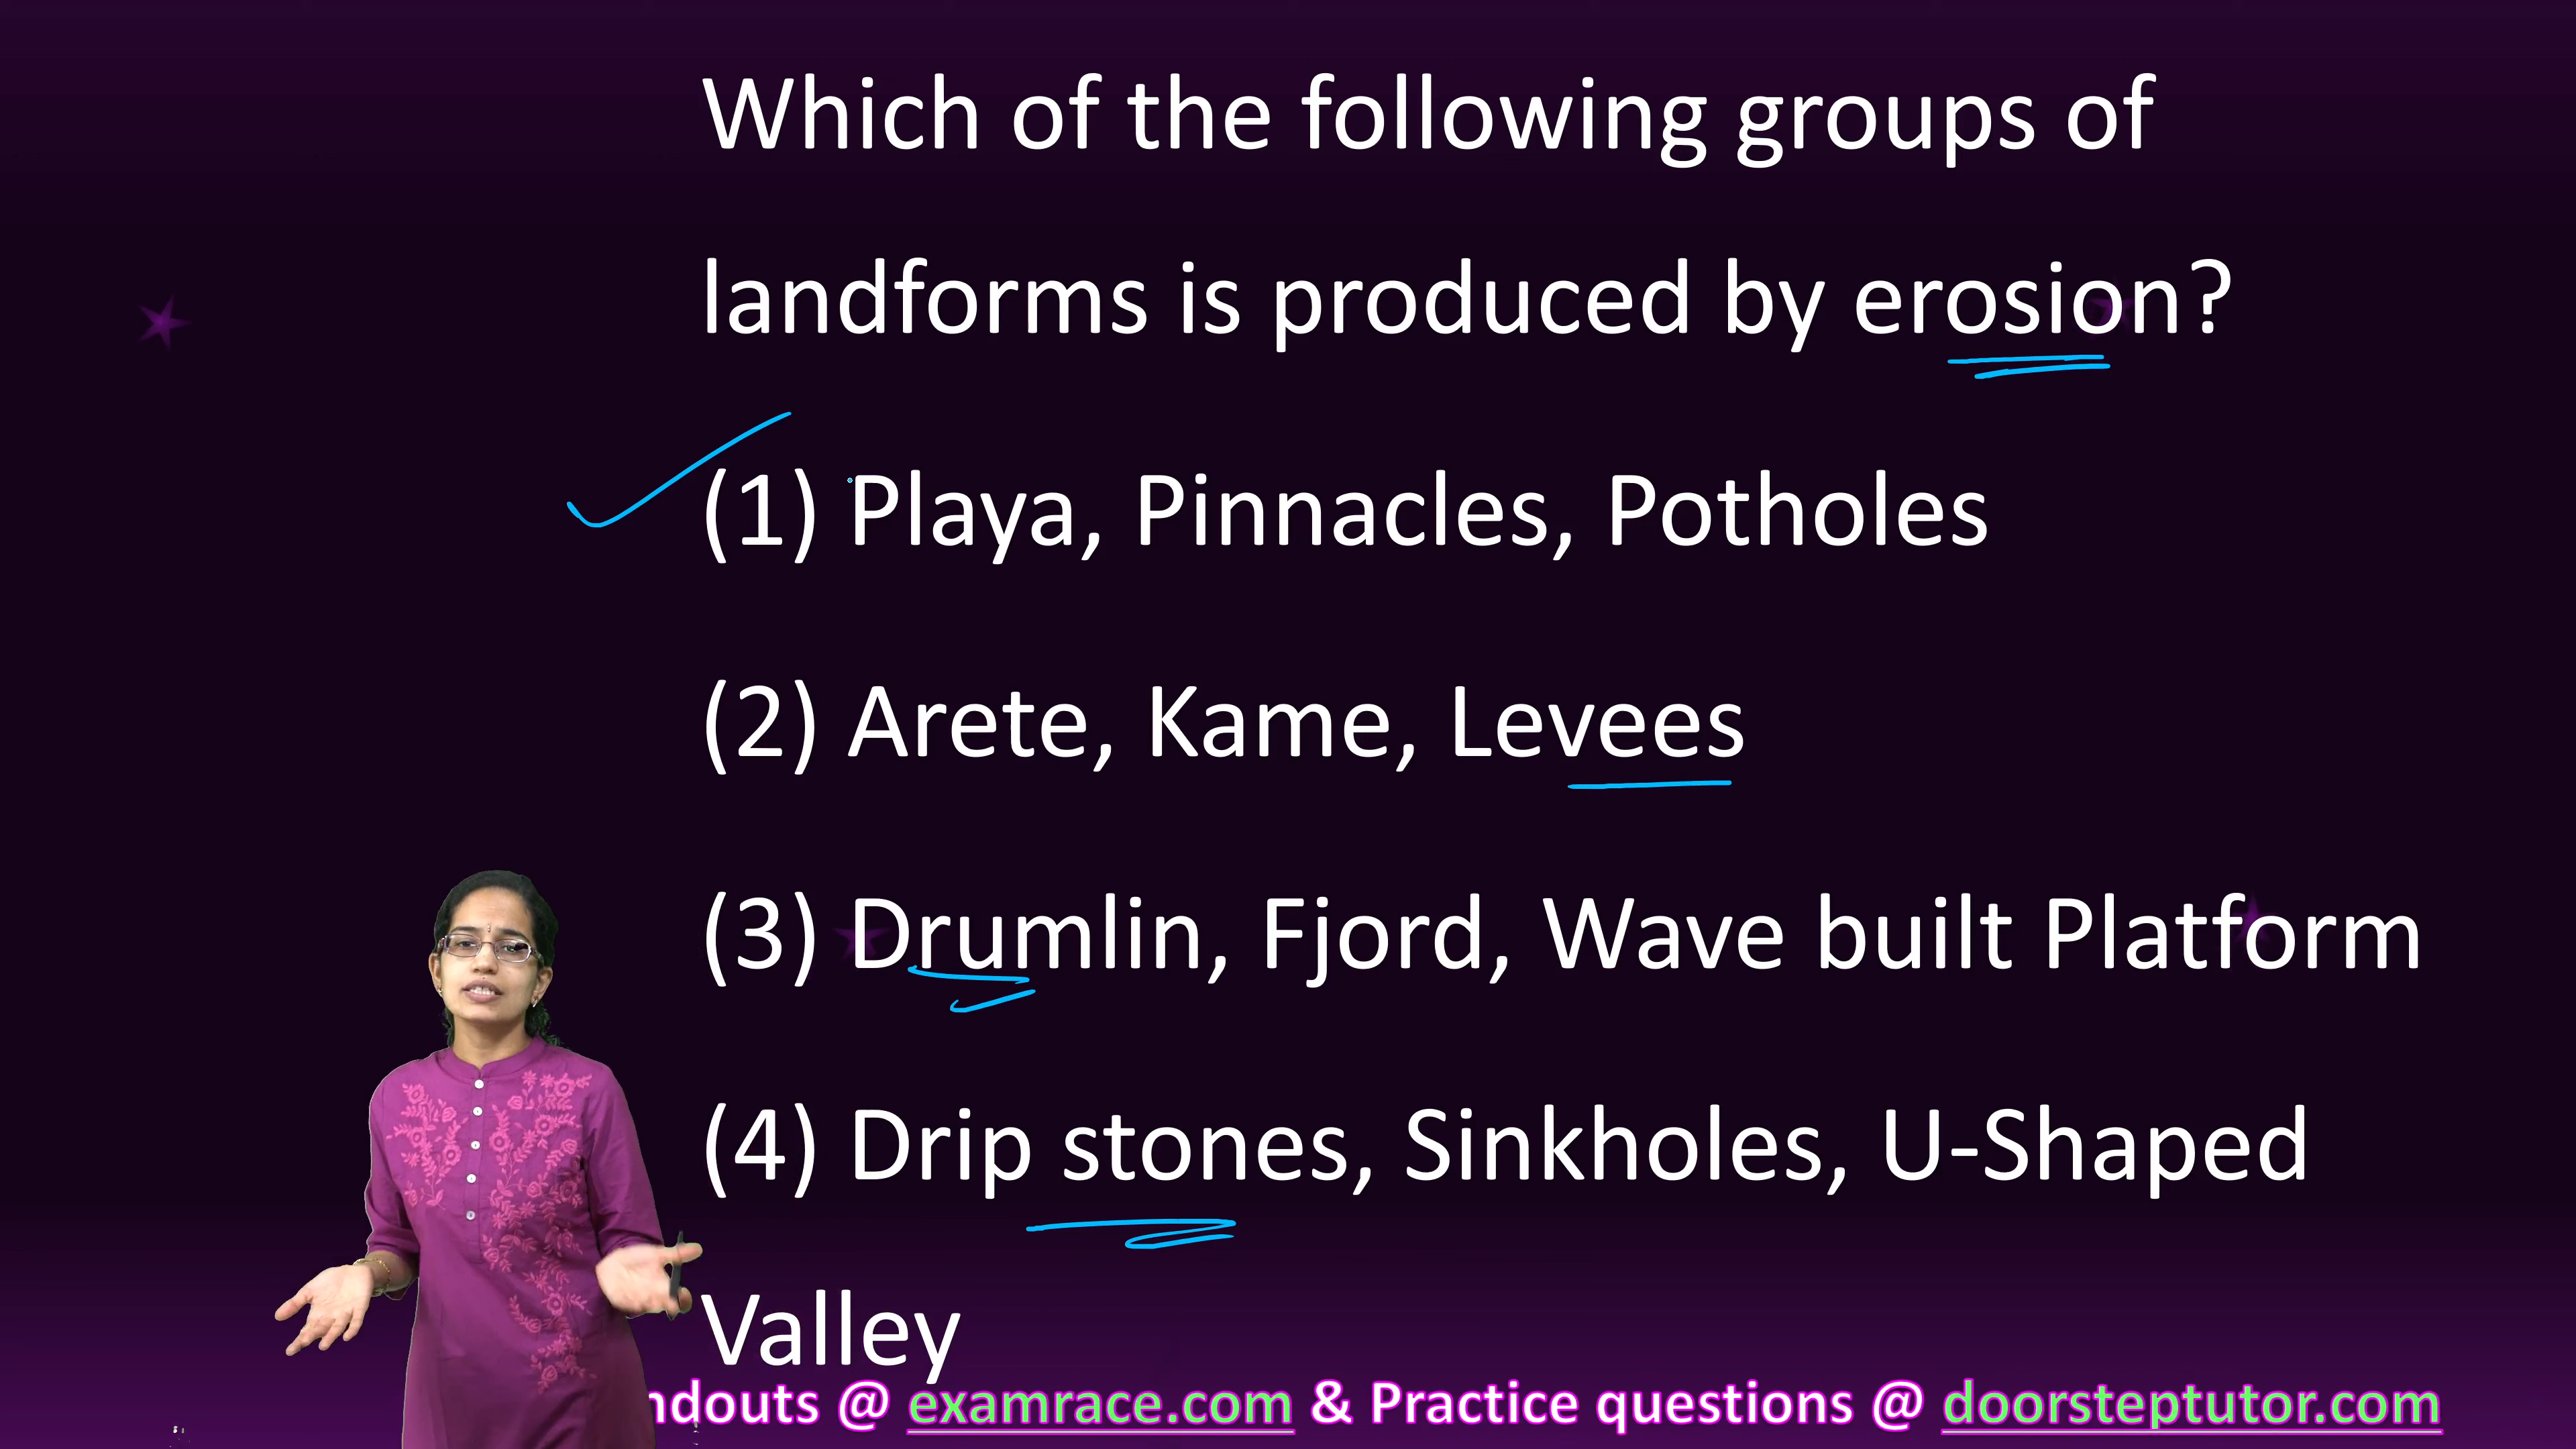 Which of the following groups of
landforms is produced by erosion?
(1) Playa, Pinnacles, Potholes
(2) Arete, Kame, Levees
(3) Drumlin, Fjord, Wave built Platform
(4) Drip stones, Sinkholes, U-Shaped
Valley
@ examrace.com & Practice questions @ doorsteptutor.com